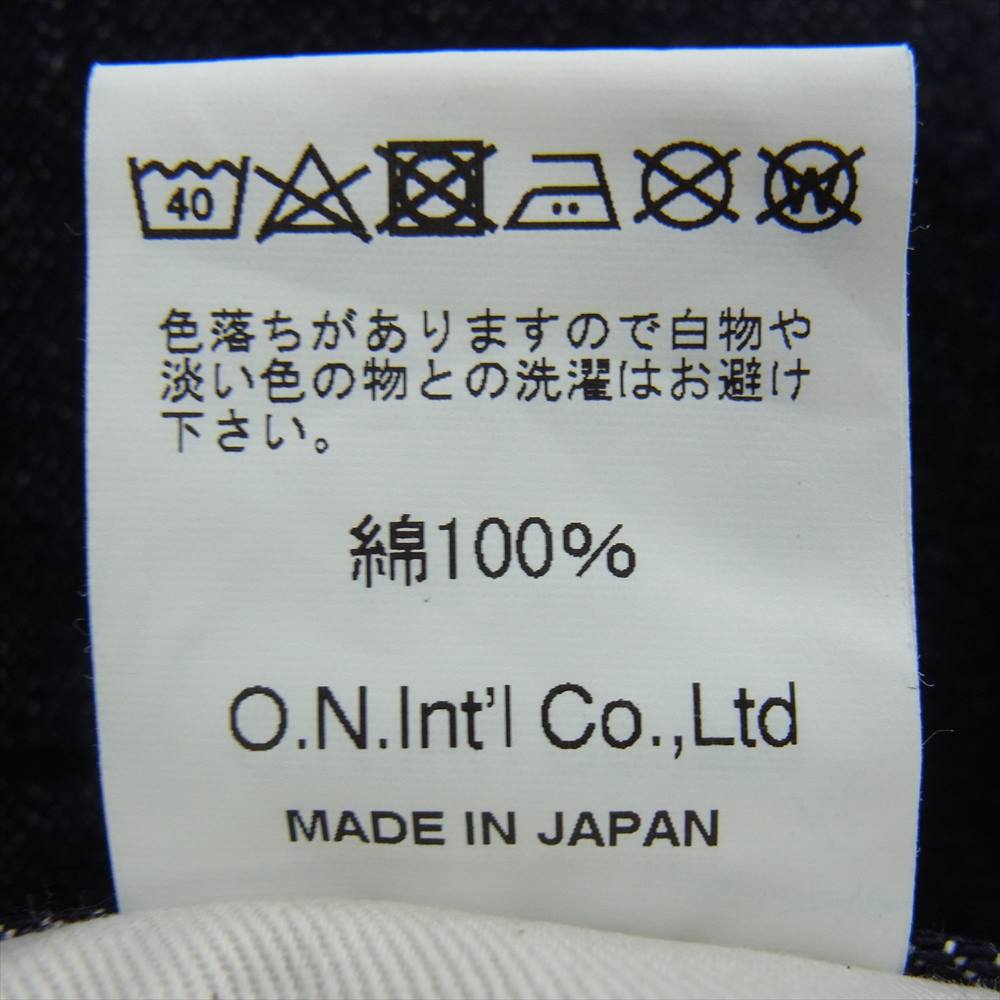 40
W
色落ちがありますので白物や
淡い色の物との洗濯はお避け
下さい。
綿100%
O.N.Int'l Co.,Ltd
MADE IN JAPAN